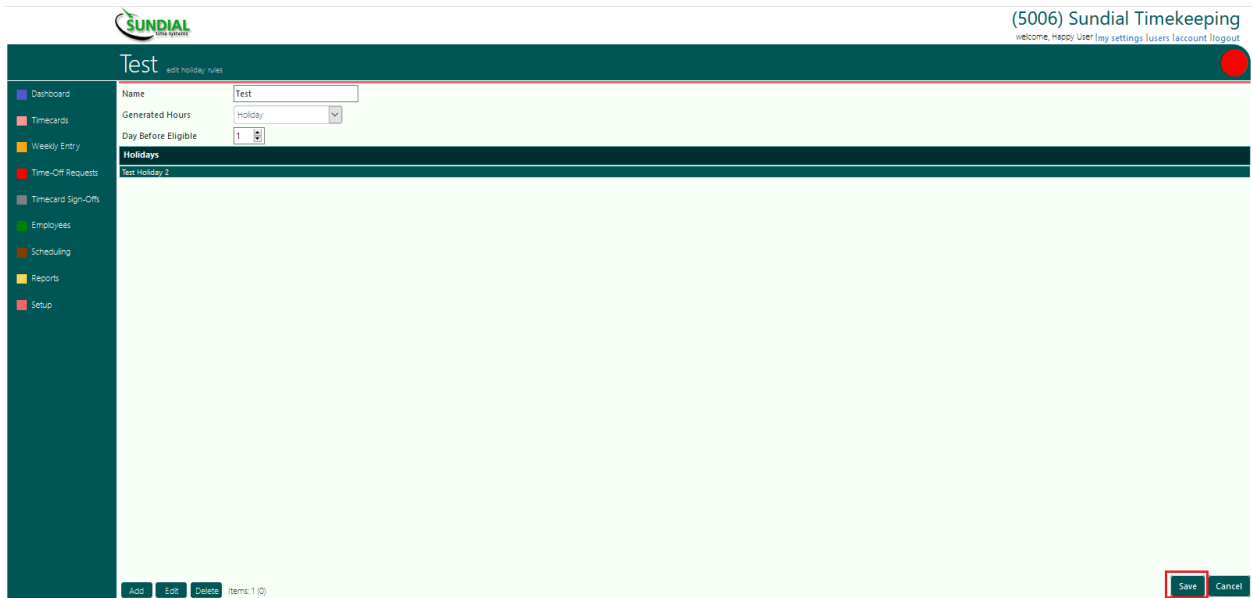 SUNDIAL
time systems
(5006) Sundial Timekeeping
welcome, Happy User |my settings |users |account |logout
Test edit holiday rules
Dashboard
Timecards
Weekly Entry
Time-Off Requests
Timecard Sign-Offs
Employees
Scheduling
Reports
Setup
Name Test
Generated Hours Holiday
Day Before Eligible 1
Holidays
Test Holiday 2
Add Edit Delete Items: 1 (0)
Save Cancel